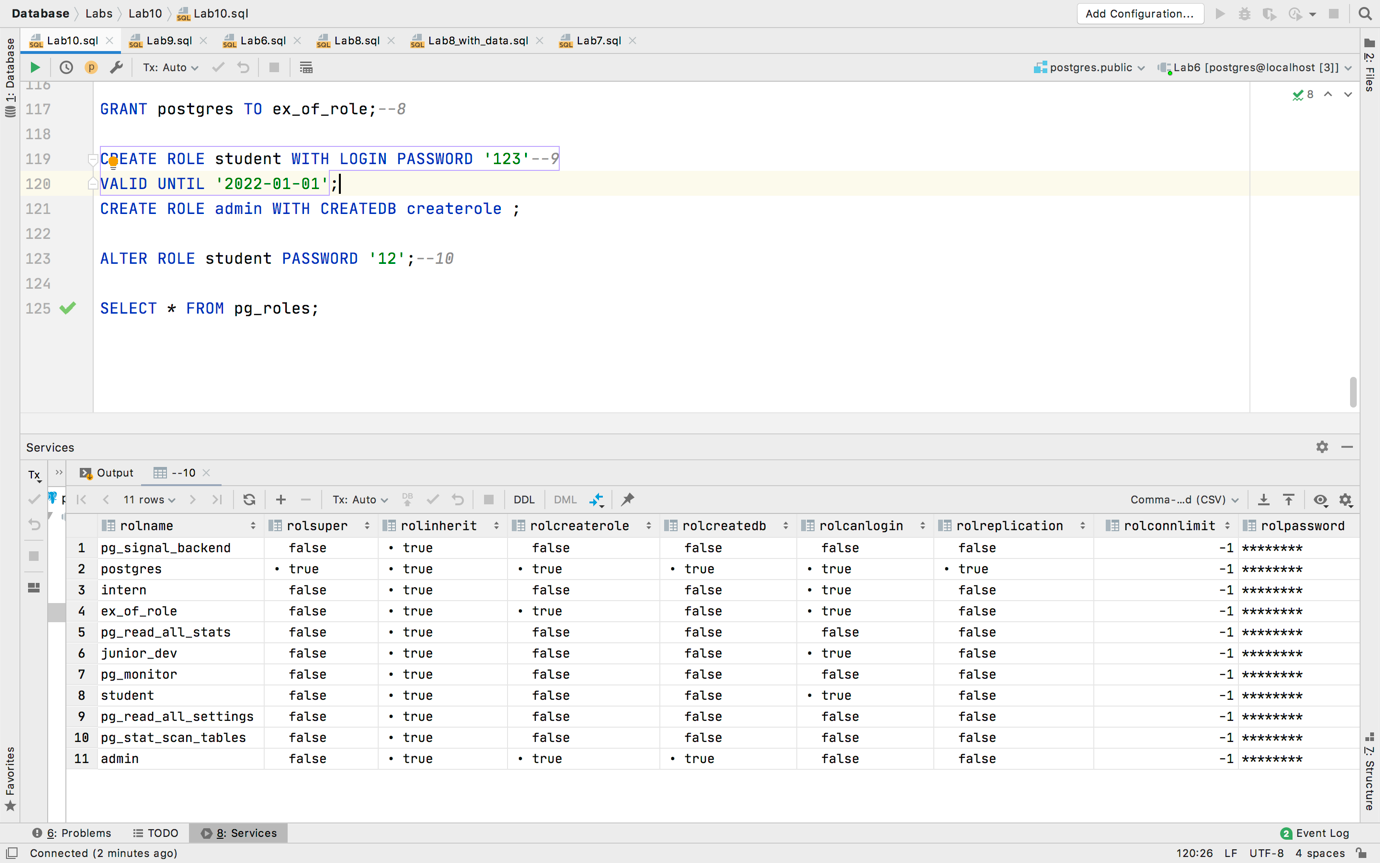 Database Labs Lab10 Lab10.sql
Add Configuration...
Lab10.sql Lab9.sql Lab6.sql Lab8.sql Lab8_with_data.sql Lab7.sql
Tx: Auto postgres.public Lab6 [postgres@localhost [3]]
1: Database
2: Files
8
116
117 GRANT postgres TO ex_of_role;--8
118
119 CREATE ROLE student WITH LOGIN PASSWORD '123'--9
120 VALID UNTIL '2022-01-01';
121 CREATE ROLE admin WITH CREATEDB createrole ;
122
123 ALTER ROLE student PASSWORD '12';--10
124
125 SELECT * FROM pg_roles;
Services
Tx Output --10
11 rows Tx: Auto DB DDL DML Comma-...d (CSV)
rolname rolsuper rolinherit rolcreaterole rolcreatedb rolcanlogin rolreplication rolconnlimit rolpassword
1 pg_signal_backend false true false false false false -1 ********
2 postgres true true true true true true -1 ********
3 intern false true false false true false -1 ********
4 ex_of_role false true true false true false -1 ********
5 pg_read_all_stats false true false false false false -1 ********
6 junior_dev false true false false true false -1 ********
7 pg_monitor false true false false false false -1 ********
8 student false true false false true false -1 ********
9 pg_read_all_settings false true false false false false -1 ********
10 pg_stat_scan_tables false true false false false false -1 ********
11 admin false true true true false false -1 ********
Favorites
Z: Structure
6: Problems TODO 8: Services 2 Event Log
Connected (2 minutes ago) 120:26 LF UTF-8 4 spaces